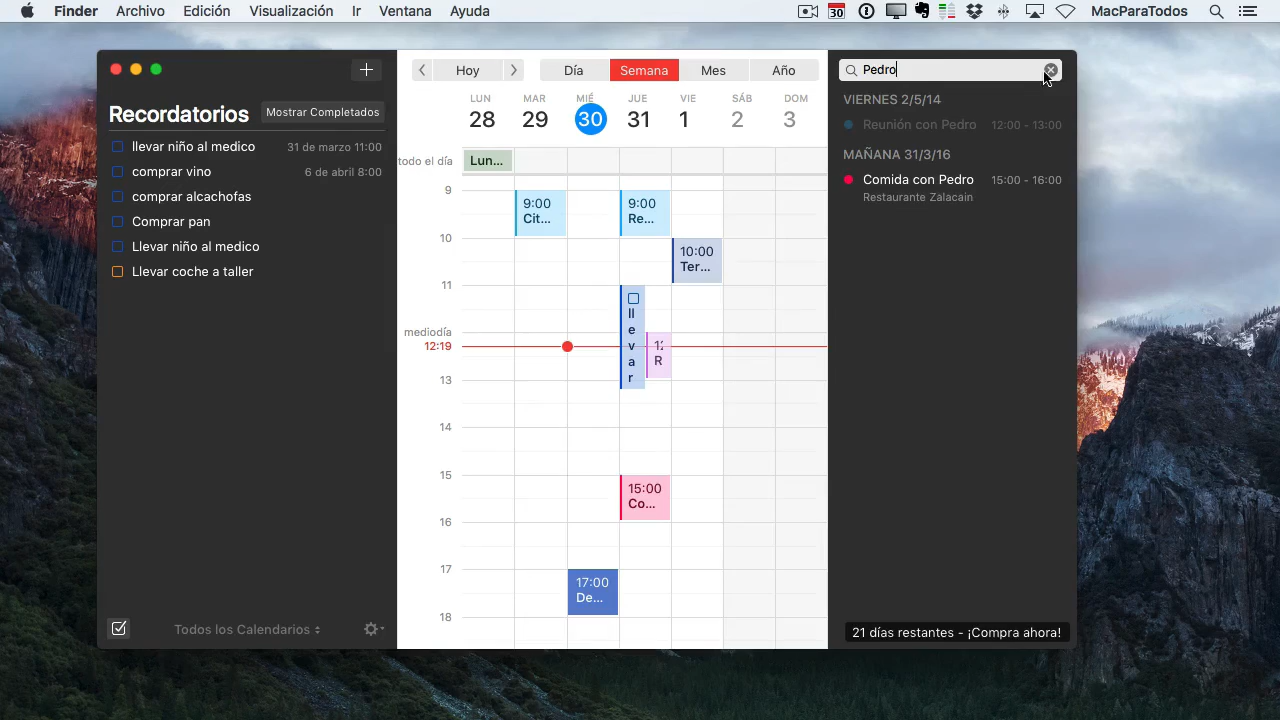 Finder Archivo Edición Visualización Ir Ventana Ayuda 30 MacParaTodos
Recordatorios Mostrar Completados
llevar niño al medico 31 de marzo 11:00
comprar vino 6 de abril 8:00
comprar alcachofas
Comprar pan
Llevar niño al medico
Llevar coche a taller
Todos los Calendarios
Hoy Día Semana Mes Año
LUN MAR MIÉ JUE VIE SÁB DOM
28 29 30 31 1 2 3
todo el día Lun...
9
9:00
Cit...
9:00
Re...
10
10:00
Ter...
11
ll
e
v
a
r
mediodía
12:19
12
R
13
14
15
15:00
Co...
16
17
17:00
De...
18
Pedro
VIERNES 2/5/14
Reunión con Pedro 12:00 - 13:00
MAÑANA 31/3/16
Comida con Pedro 15:00 - 16:00
Restaurante Zalacain
21 días restantes - ¡Compra ahora!